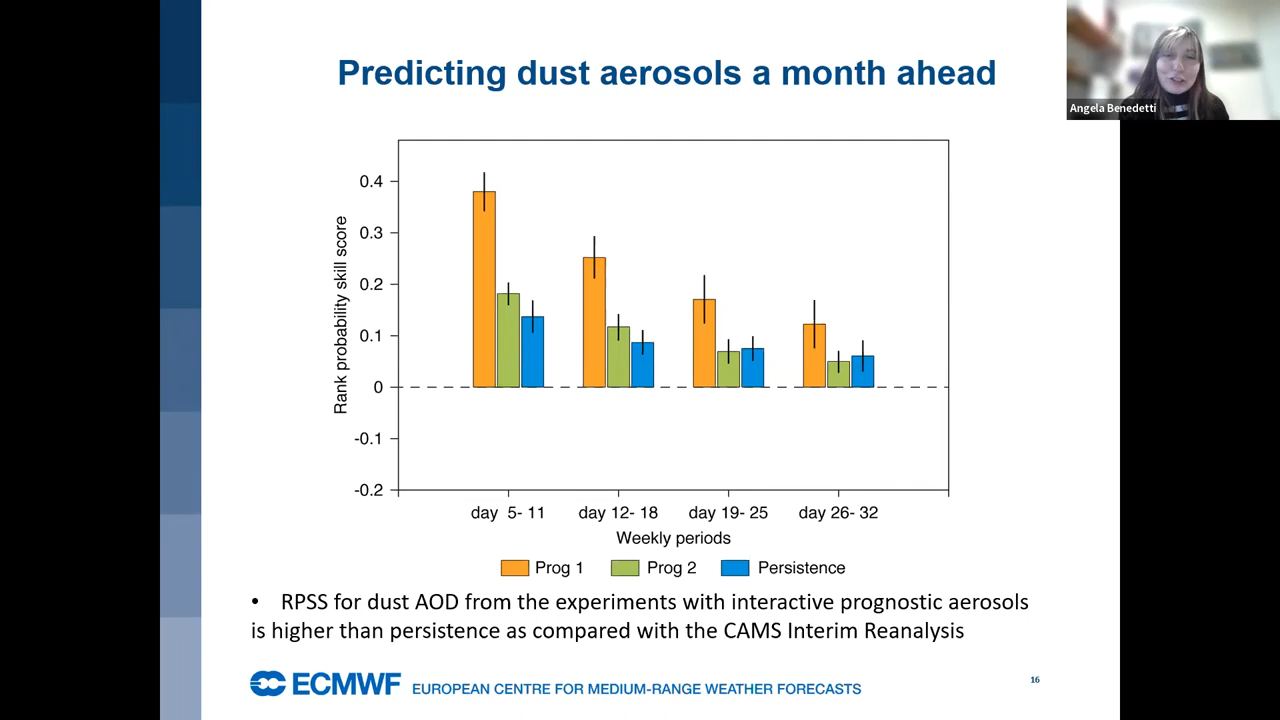 Predicting dust aerosols a month ahead
Angela Benedetti
0.4
0.3
0.2
0.1
0
-0.1
-0.2
Rank probability skill score
day 5- 11 day 12- 18 day 19- 25 day 26- 32
Weekly periods
Prog 1 Prog 2 Persistence
• RPSS for dust AOD from the experiments with interactive prognostic aerosols
is higher than persistence as compared with the CAMS Interim Reanalysis
ECMWF EUROPEAN CENTRE FOR MEDIUM-RANGE WEATHER FORECASTS
16